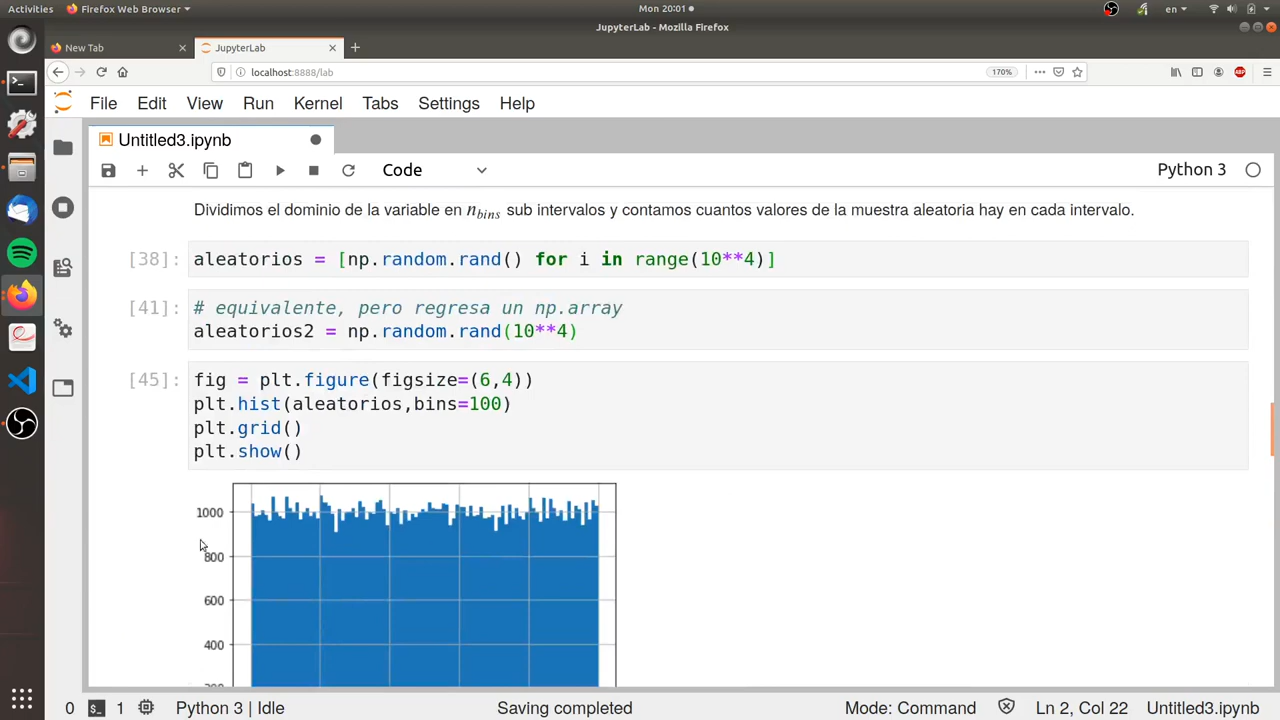 Activities Firefox Web Browser Mon 20:01 en
JupyterLab - Mozilla Firefox
New Tab JupyterLab
localhost:8888/lab 170% ABP
File Edit View Run Kernel Tabs Settings Help
Untitled3.ipynb
Code Python 3
Dividimos el dominio de la variable en n_bins sub intervalos y contamos cuantos valores de la muestra aleatoria hay en cada intervalo.
[38]: aleatorios = [np.random.rand() for i in range(10**4)]
[41]: # equivalente, pero regresa un np.array
aleatorios2 = np.random.rand(10**4)
[45]: fig = plt.figure(figsize=(6,4))
plt.hist(aleatorios,bins=100)
plt.grid()
plt.show()
1000
800
600
400
200
0 1 Python 3 | Idle Saving completed Mode: Command Ln 2, Col 22 Untitled3.ipynb